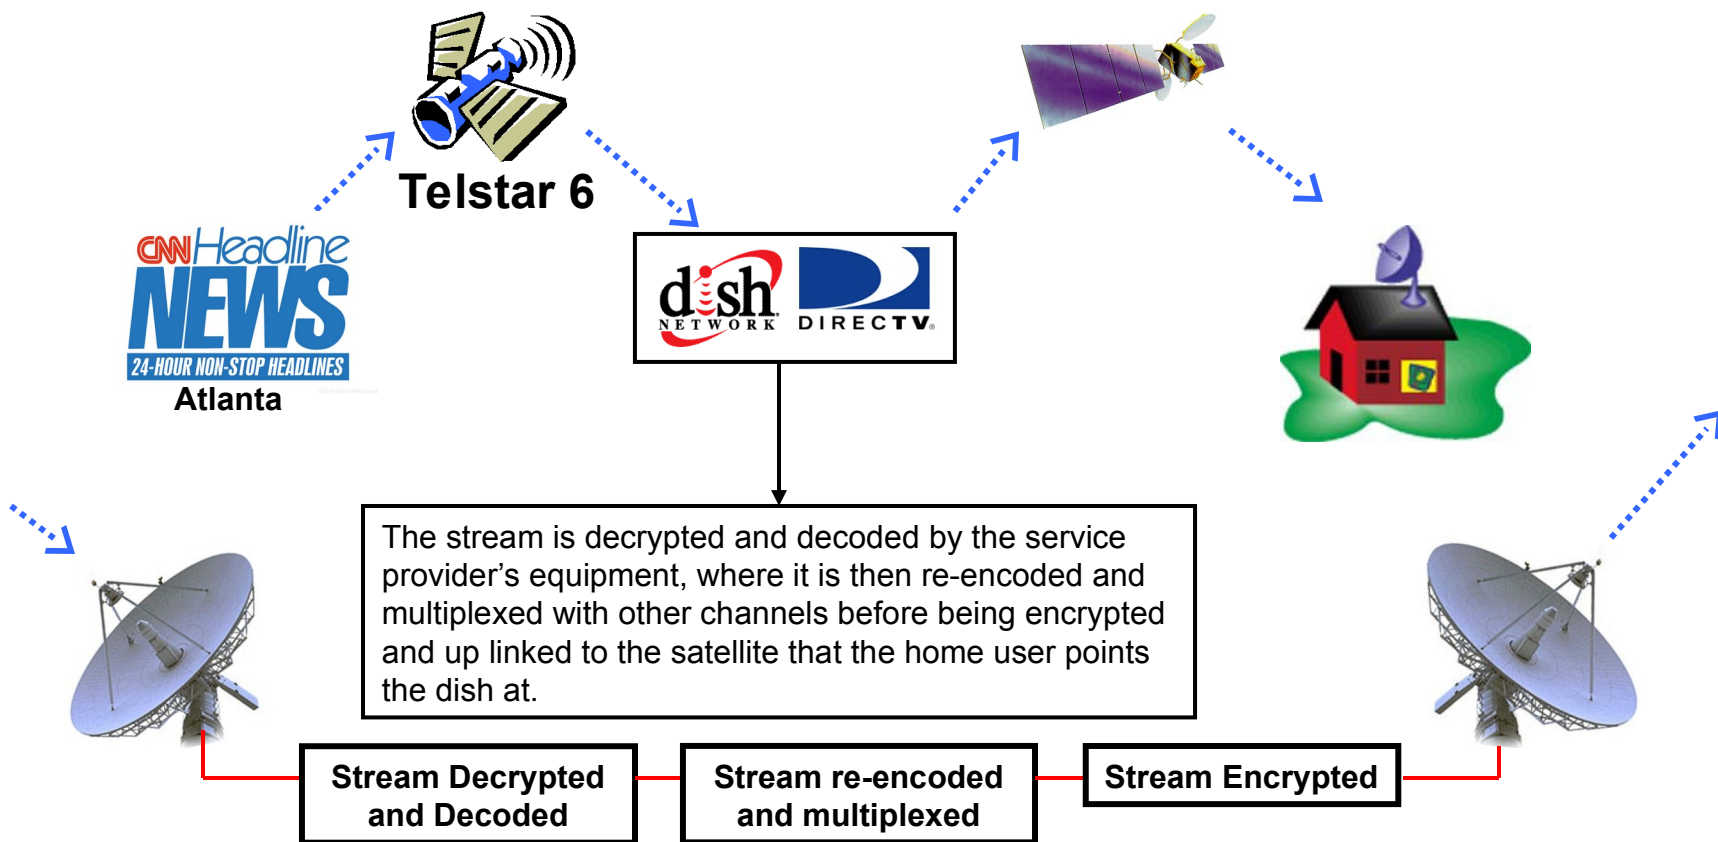 Telstar 6
CNN Headline
NEWS
24-HOUR NON-STOP HEADLINES
Atlanta
dish
NETWORK
DIRECTV®
The stream is decrypted and decoded by the service
provider’s equipment, where it is then re-encoded and
multiplexed with other channels before being encrypted
and up linked to the satellite that the home user points
the dish at.
Stream Decrypted
and Decoded
Stream re-encoded
and multiplexed
Stream Encrypted